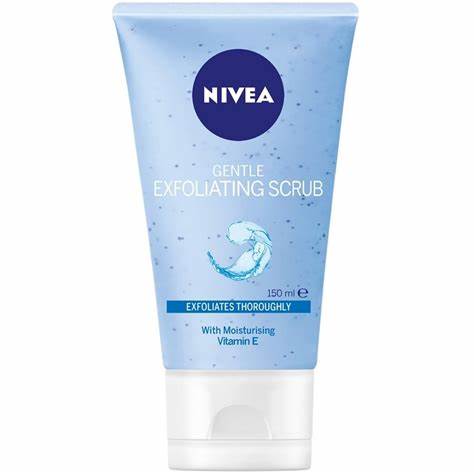 NIVEA
GENTLE
EXFOLIATING SCRUB
150 ml ℮
EXFOLIATES THOROUGHLY
With Moisturising
Vitamin E